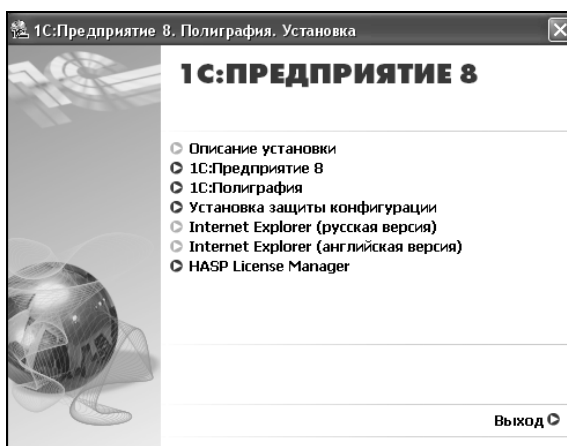 1С:Предприятие 8. Полиграфия. Установка
1С:ПРЕДПРИЯТИЕ 8
Описание установки
1С:Предприятие 8
1С:Полиграфия
Установка защиты конфигурации
Internet Explorer (русская версия)
Internet Explorer (английская версия)
HASP License Manager
Выход